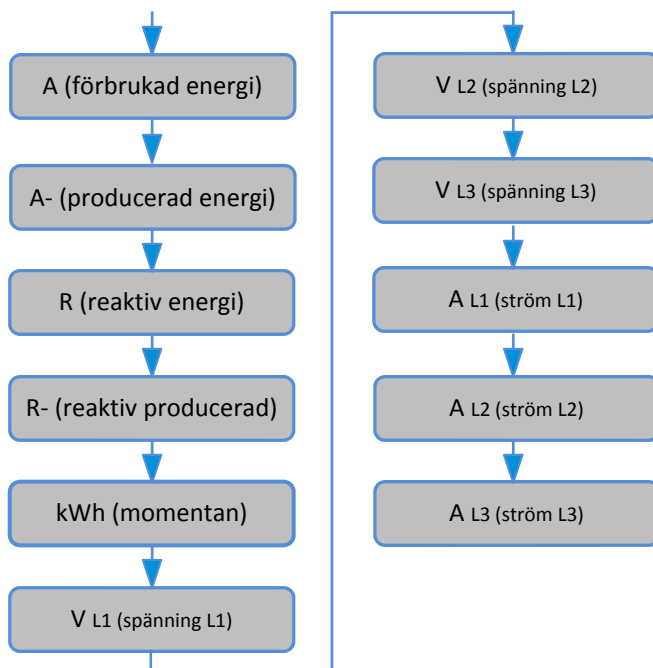 A (förbrukad energi)
A- (producerad energi)
R (reaktiv energi)
R- (reaktiv producerad)
kWh (momentan)
V L1 (spänning L1)
V L2 (spänning L2)
V L3 (spänning L3)
A L1 (ström L1)
A L2 (ström L2)
A L3 (ström L3)